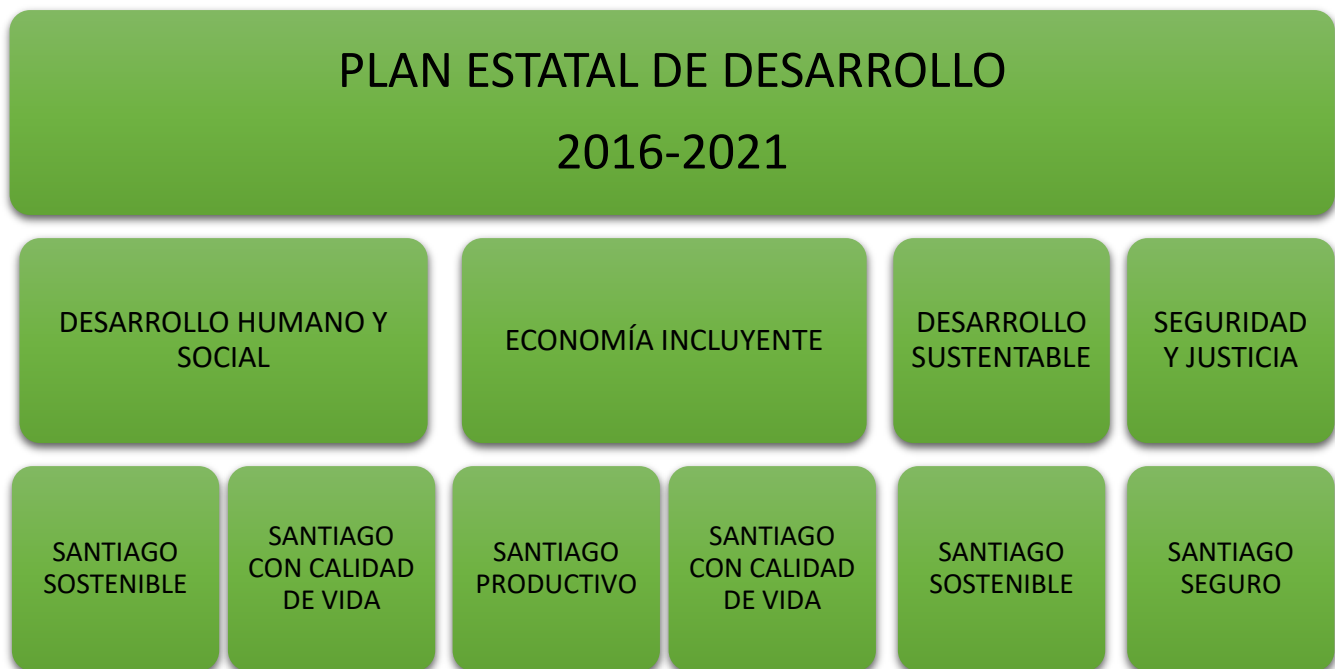 PLAN ESTATAL DE DESARROLLO
2016-2021
DESARROLLO HUMANO Y
SOCIAL
ECONOMÍA INCLUYENTE
DESARROLLO
SUSTENTABLE
SEGURIDAD
Y JUSTICIA
SANTIAGO
SOSTENIBLE
SANTIAGO
CON CALIDAD
DE VIDA
SANTIAGO
PRODUCTIVO
SANTIAGO
CON CALIDAD
DE VIDA
SANTIAGO
SOSTENIBLE
SANTIAGO
SEGURO